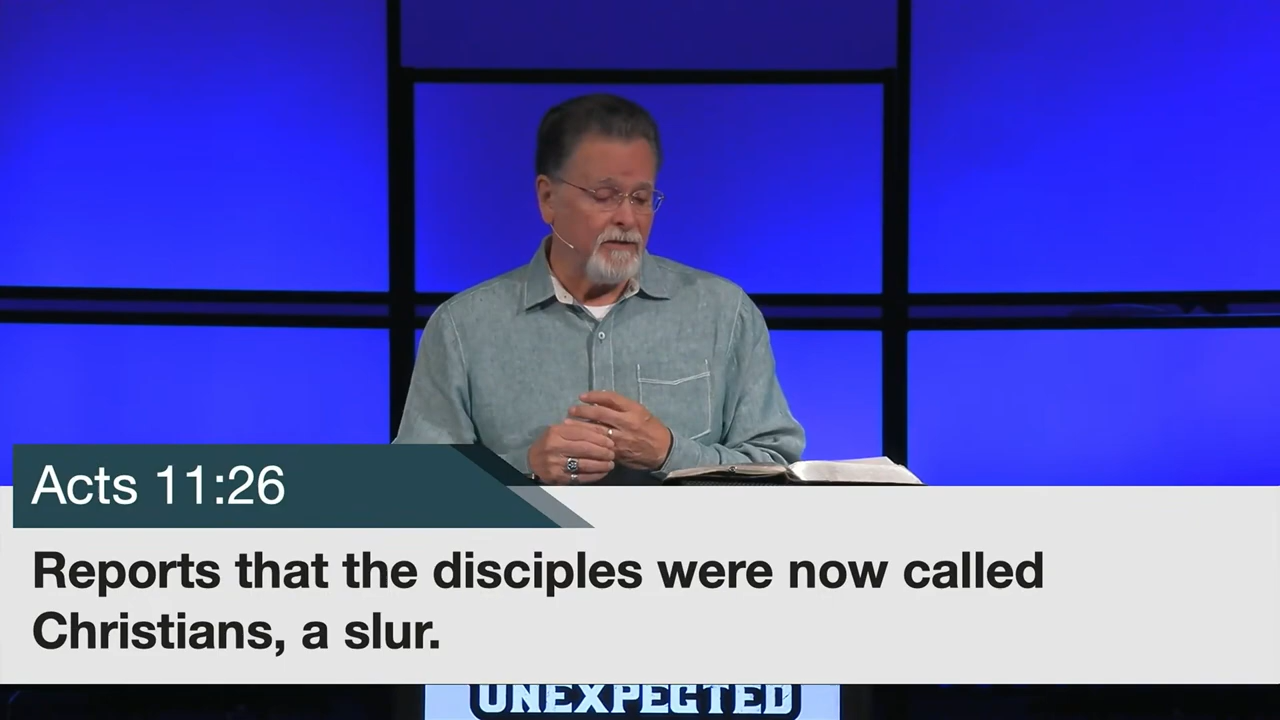 Acts 11:26
Reports that the disciples were now called
Christians, a slur.
UNEXPECTED